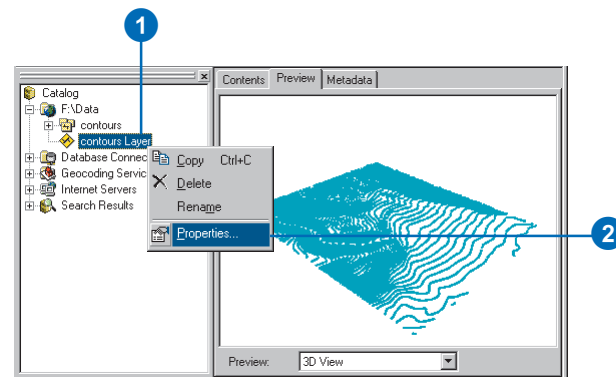 1
x
Contents Preview Metadata
Catalog
F:\Data
contours
contours Layer
Database Connec
Geocoding Servic
Internet Servers
Search Results
Copy Ctrl+C
Delete
Rename
Properties...
2
Preview: 3D View